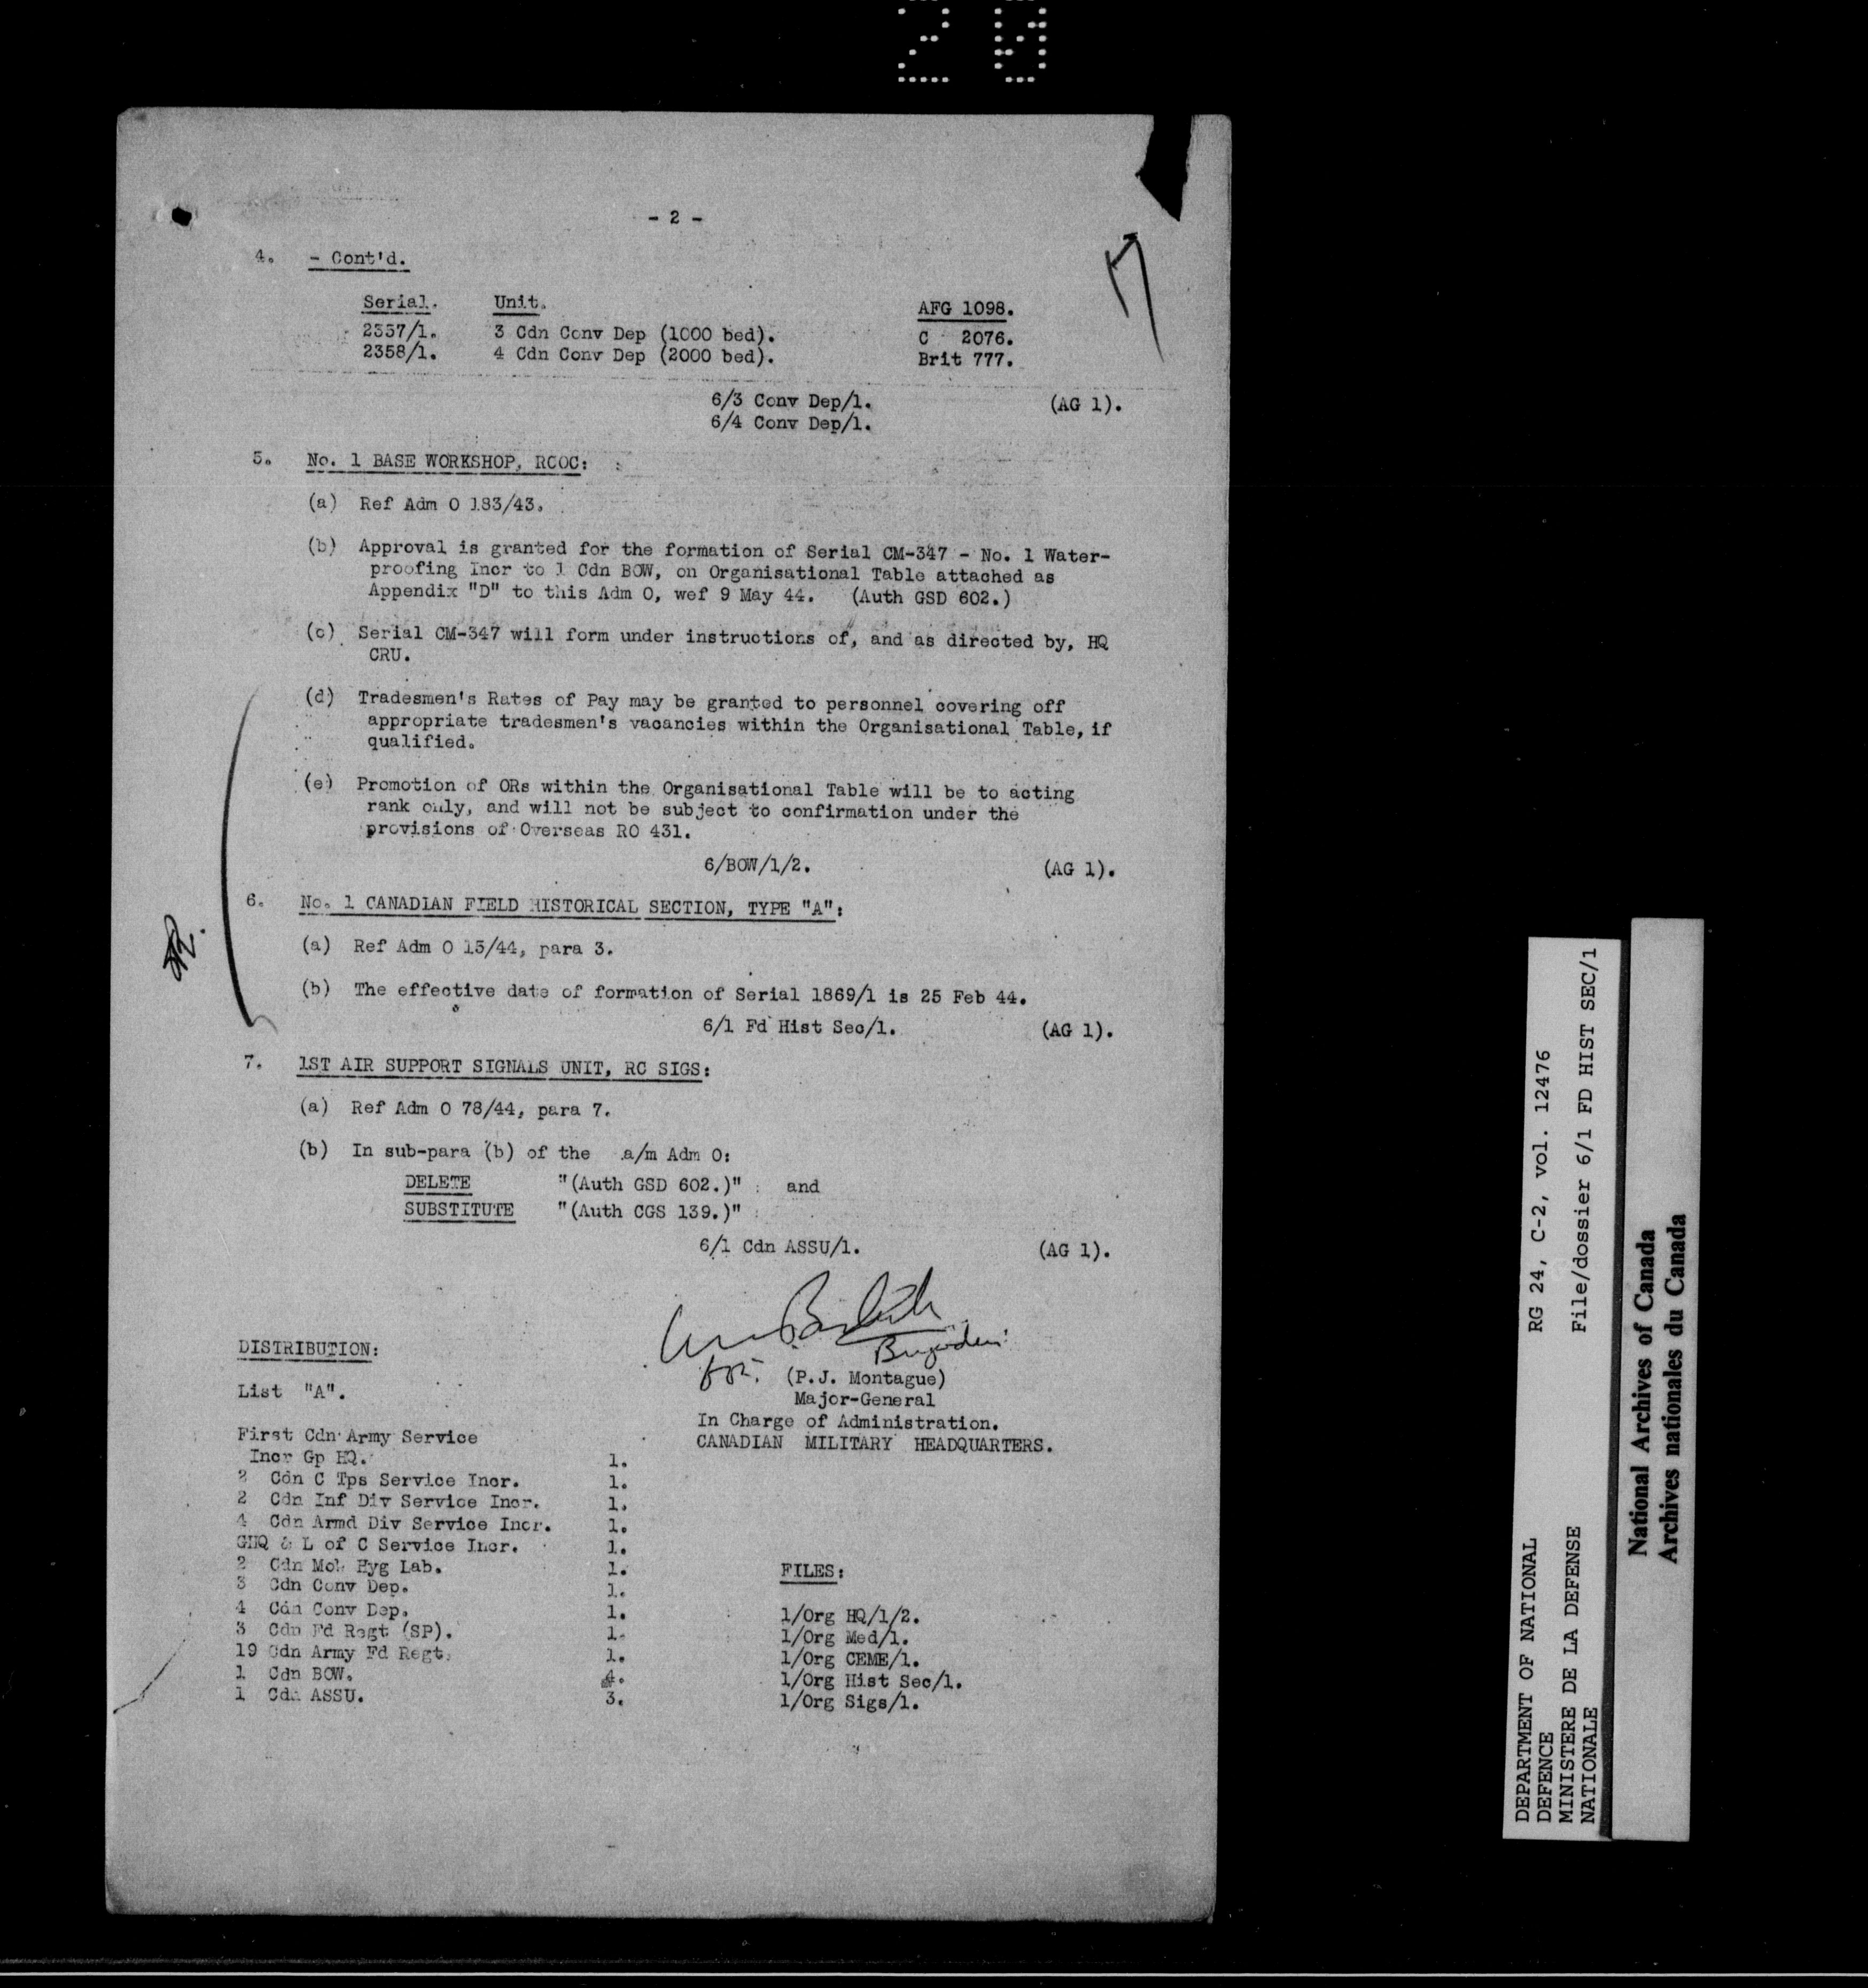 20
- 2 -
4. - Cont'd.
Serial. Unit. AFG 1098.
2357/1. 3 Cdn Conv Dep (1000 bed). C 2076.
2358/1. 4 Cdn Conv Dep (2000 bed). Brit 777.
6/3 Conv Dep/1. (AG 1).
6/4 Conv Dep/1.
5. No. 1 BASE WORKSHOP, RCOC:
(a) Ref Adm O 183/43.
(b) Approval is granted for the formation of Serial CM-347 - No. 1 Water-
proofing Incr to 1 Cdn BOW, on Organisational Table attached as
Appendix "D" to this Adm O, wef 9 May 44. (Auth GSD 602.)
(c) Serial CM-347 will form under instructions of, and as directed by, HQ
CRU.
(d) Tradesmen's Rates of Pay may be granted to personnel covering off
appropriate tradesmen's vacancies within the Organisational Table, if
qualified.
(e) Promotion of ORs within the Organisational Table will be to acting
rank only, and will not be subject to confirmation under the
provisions of Overseas RO 431.
6/BOW/1/2. (AG 1).
6. No. 1 CANADIAN FIELD HISTORICAL SECTION, TYPE "A":
(a) Ref Adm O 15/44, para 3.
(b) The effective date of formation of Serial 1869/1 is 25 Feb 44.
6/1 Fd Hist Sec/1. (AG 1).
7. 1ST AIR SUPPORT SIGNALS UNIT, RC SIGS:
(a) Ref Adm O 78/44, para 7.
(b) In sub-para (b) of the a/m Adm O:
DELETE "(Auth GSD 602.)" and
SUBSTITUTE "(Auth CGS 139.)"
6/1 Cdn ASSU/1. (AG 1).
Brigadier
for. (P.J. Montague)
Major-General
In Charge of Administration.
CANADIAN MILITARY HEADQUARTERS.
DISTRIBUTION:
List "A".
First Cdn Army Service
Incr Gp HQ. 1.
2 Cdn C Tps Service Incr. 1.
2 Cdn Inf Div Service Incr. 1.
4 Cdn Armd Div Service Incr. 1.
GHQ & L of C Service Incr. 1.
2 Cdn Mob Hyg Lab. 1.
3 Cdn Conv Dep. 1.
4 Cdn Conv Dep. 1.
3 Cdn Fd Regt (SP). 1.
19 Cdn Army Fd Regt. 1.
1 Cdn BOW. 4.
1 Cdn ASSU. 3.
FILES:
1/Org HQ/1/2.
1/Org Med/1.
1/Org CEME/1.
1/Org Hist Sec/1.
1/Org Sigs/1.
DEPARTMENT OF NATIONAL
DEFENCE
MINISTERE DE LA DEFENSE
NATIONALE
RG 24, C-2, vol. 12476
File/dossier 6/1 FD HIST SEC/1
National Archives of Canada
Archives nationales du Canada